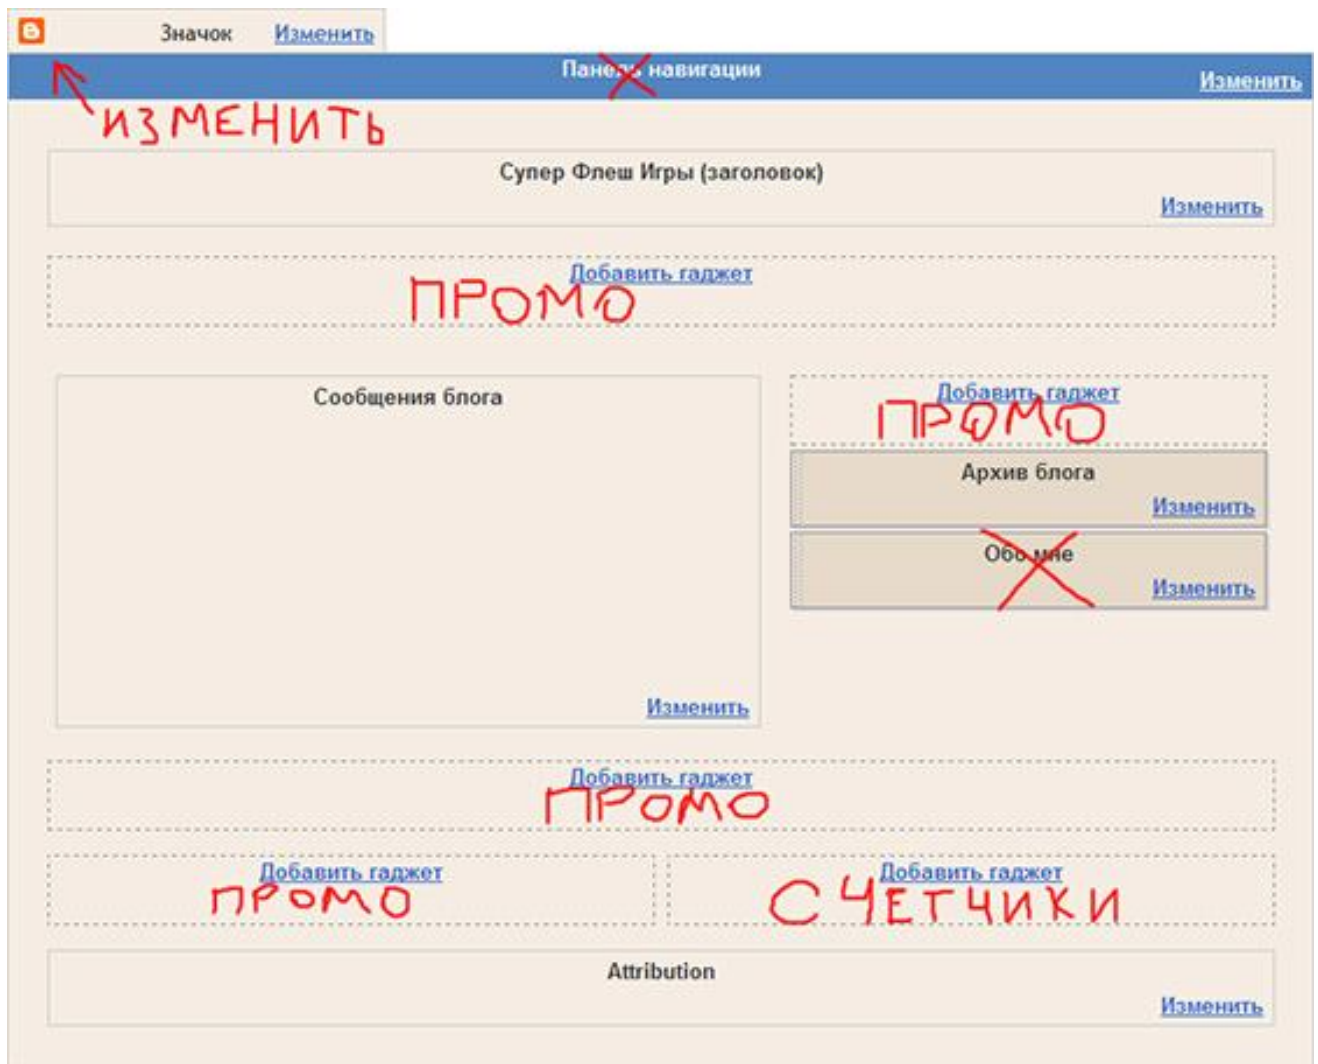 Значок Изменить
Панель навигации
Изменить
ИЗМЕНИТЬ
Супер Флеш Игры (заголовок)
Изменить
Добавить гаджет
ПРОМО
Сообщения блога
Изменить
Добавить гаджет
ПРОМО
Архив блога
Изменить
Обо мне
Изменить
Добавить гаджет
ПРОМО
Добавить гаджет
ПРОМО
Добавить гаджет
СЧЕТЧИКИ
Attribution
Изменить